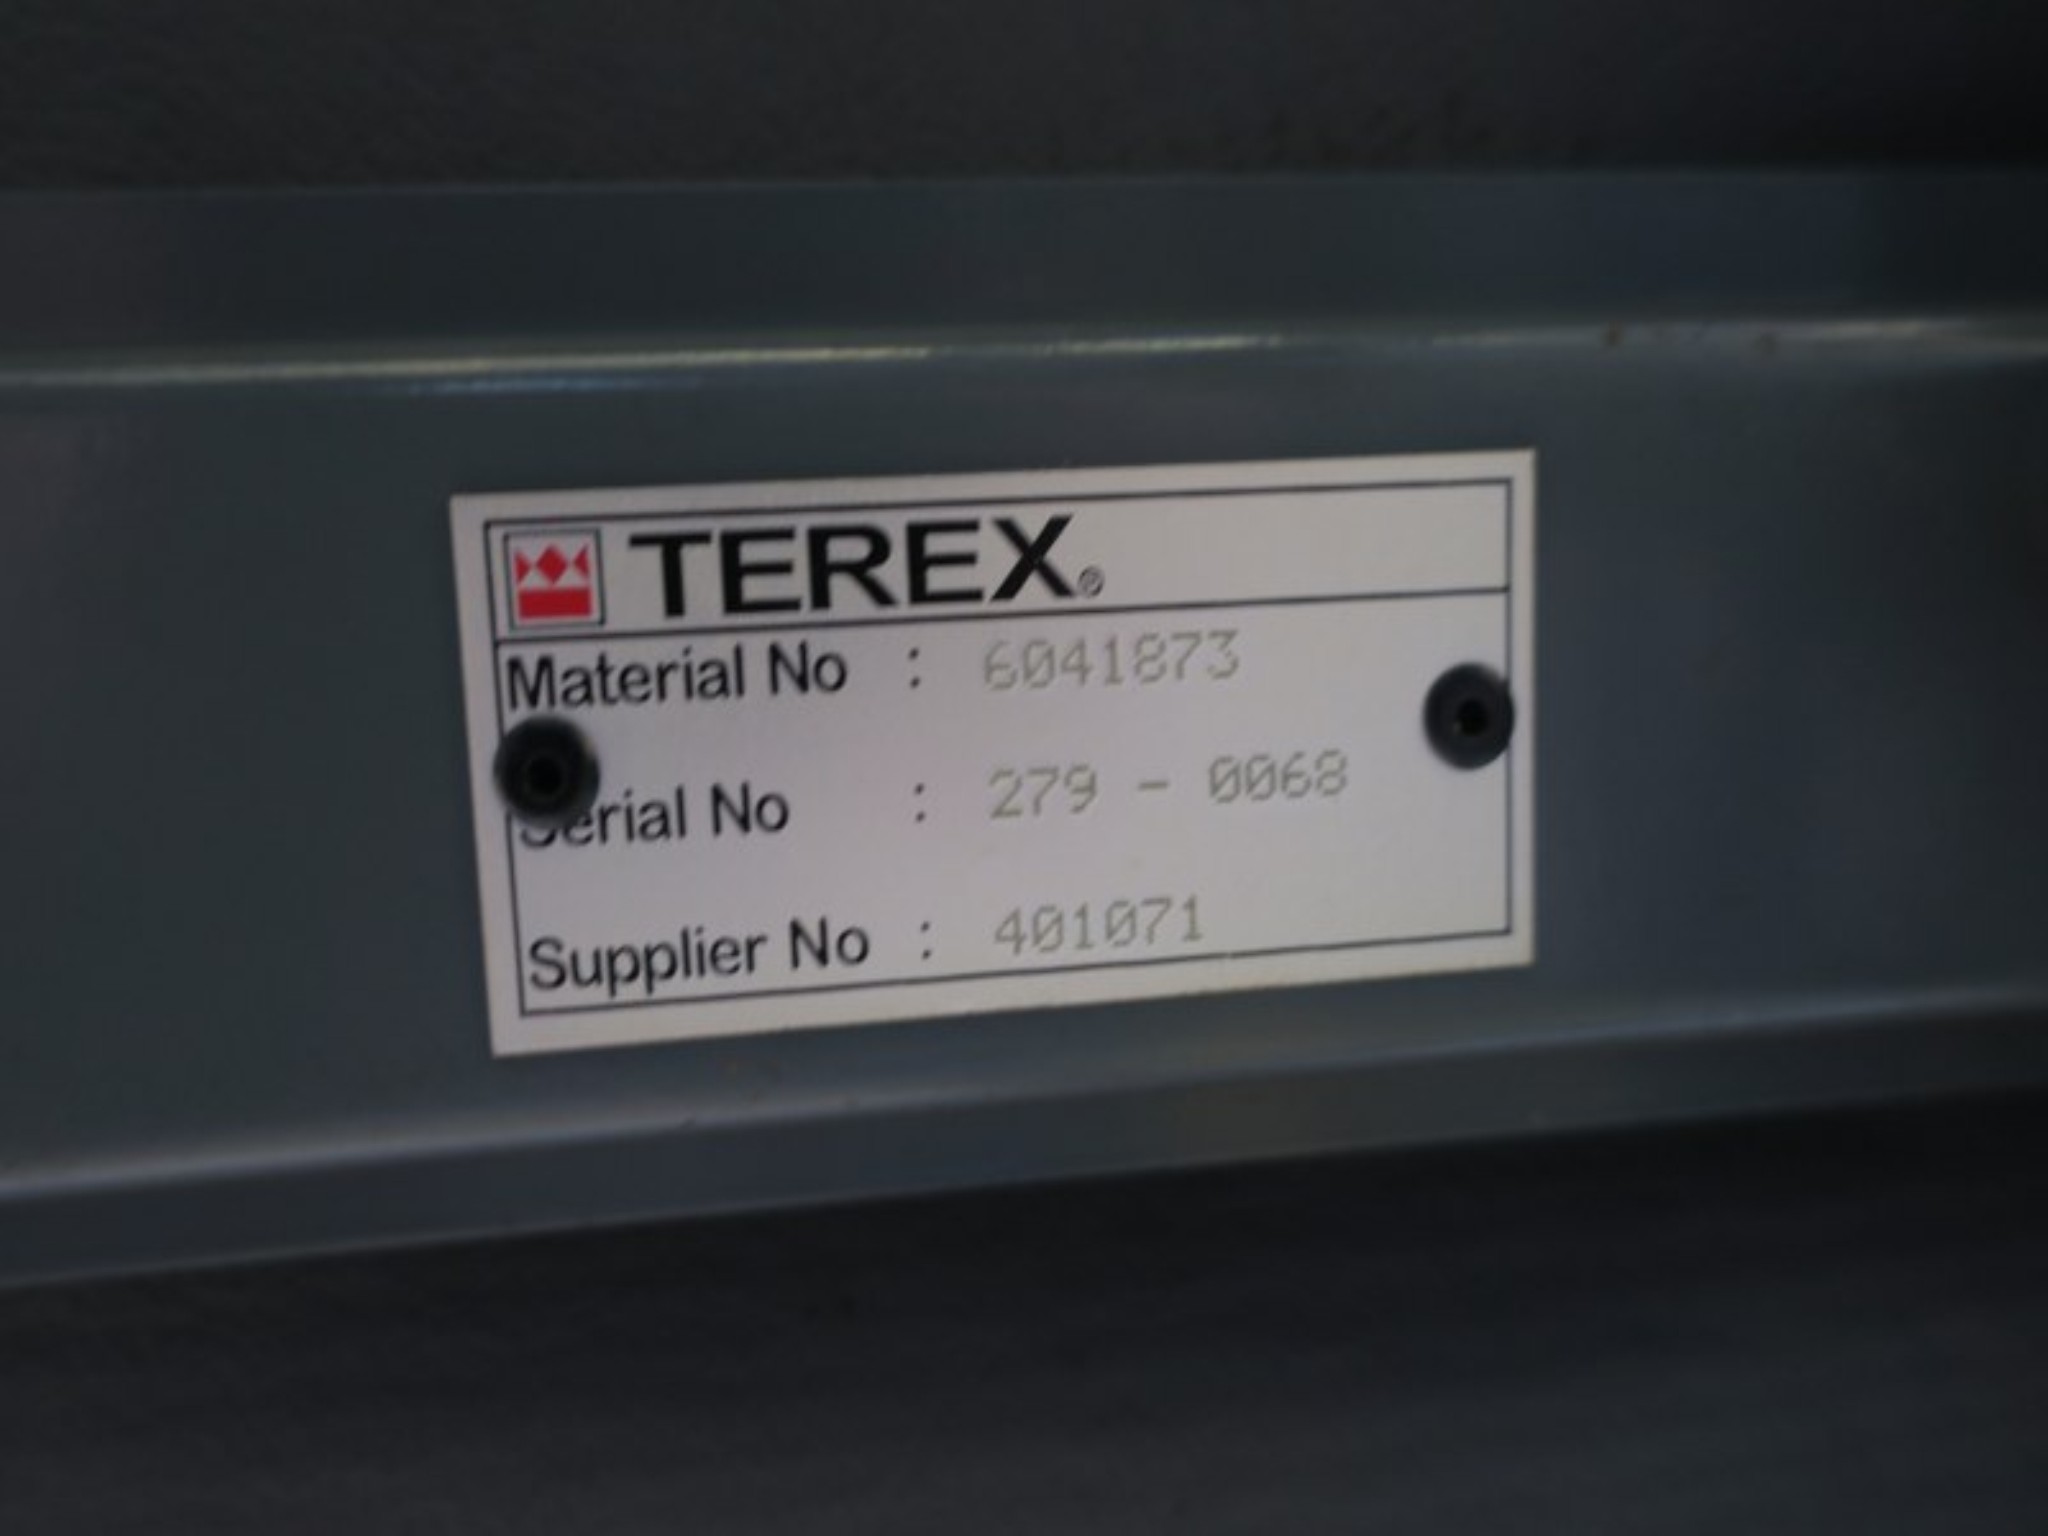 TEREX®
Material No : 6041873
Serial No : 279 - 0068
Supplier No : 401071